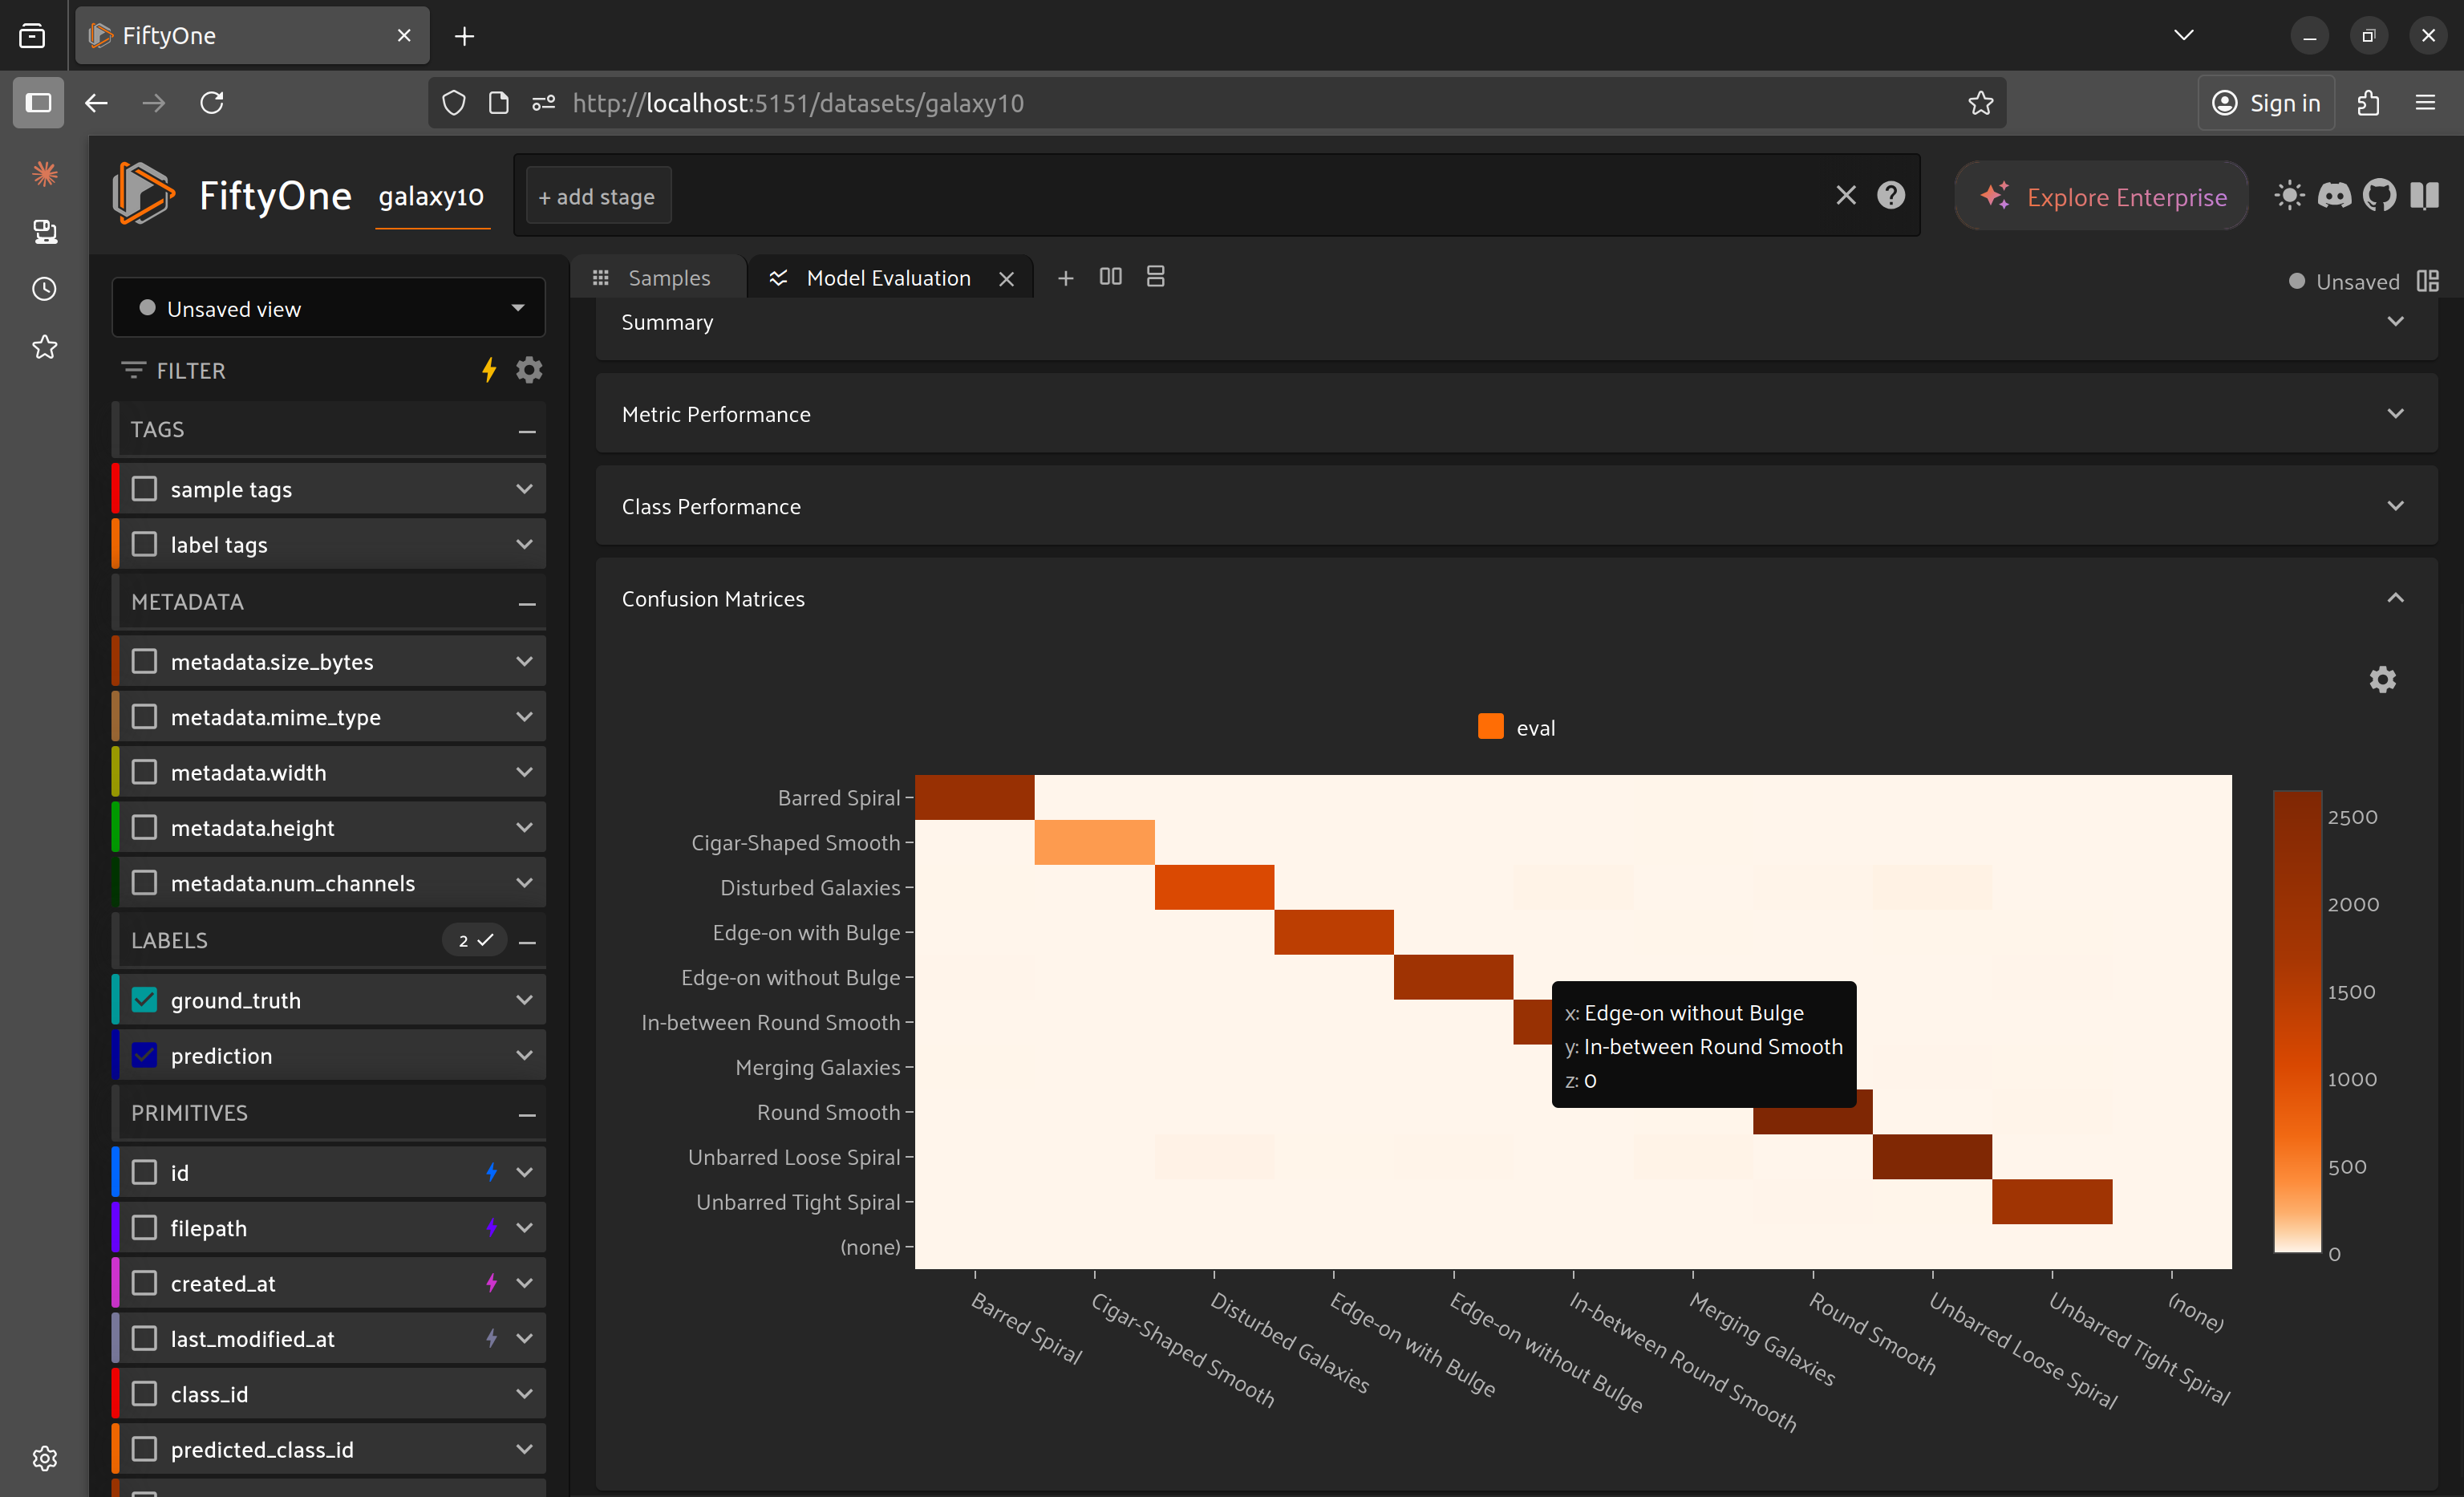 FiftyOne
http://localhost:5151/datasets/galaxy10
Sign in
FiftyOne
galaxy10
+ add stage
Explore Enterprise
Unsaved view
Samples
Model Evaluation
Unsaved
FILTER
TAGS
sample tags
label tags
METADATA
metadata.size_bytes
metadata.mime_type
metadata.width
metadata.height
metadata.num_channels
LABELS
2
ground_truth
prediction
PRIMITIVES
id
filepath
created_at
last_modified_at
class_id
predicted_class_id
Summary
Metric Performance
Class Performance
Confusion Matrices
eval
Barred Spiral
Cigar-Shaped Smooth
Disturbed Galaxies
Edge-on with Bulge
Edge-on without Bulge
In-between Round Smooth
Merging Galaxies
Round Smooth
Unbarred Loose Spiral
Unbarred Tight Spiral
(none)
x: Edge-on without Bulge
y: In-between Round Smooth
z: 0
Barred Spiral
Cigar-Shaped Smooth
Disturbed Galaxies
Edge-on with Bulge
Edge-on without Bulge
In-between Round Smooth
Merging Galaxies
Round Smooth
Unbarred Loose Spiral
Unbarred Tight Spiral
(none)
2500
2000
1500
1000
500
0